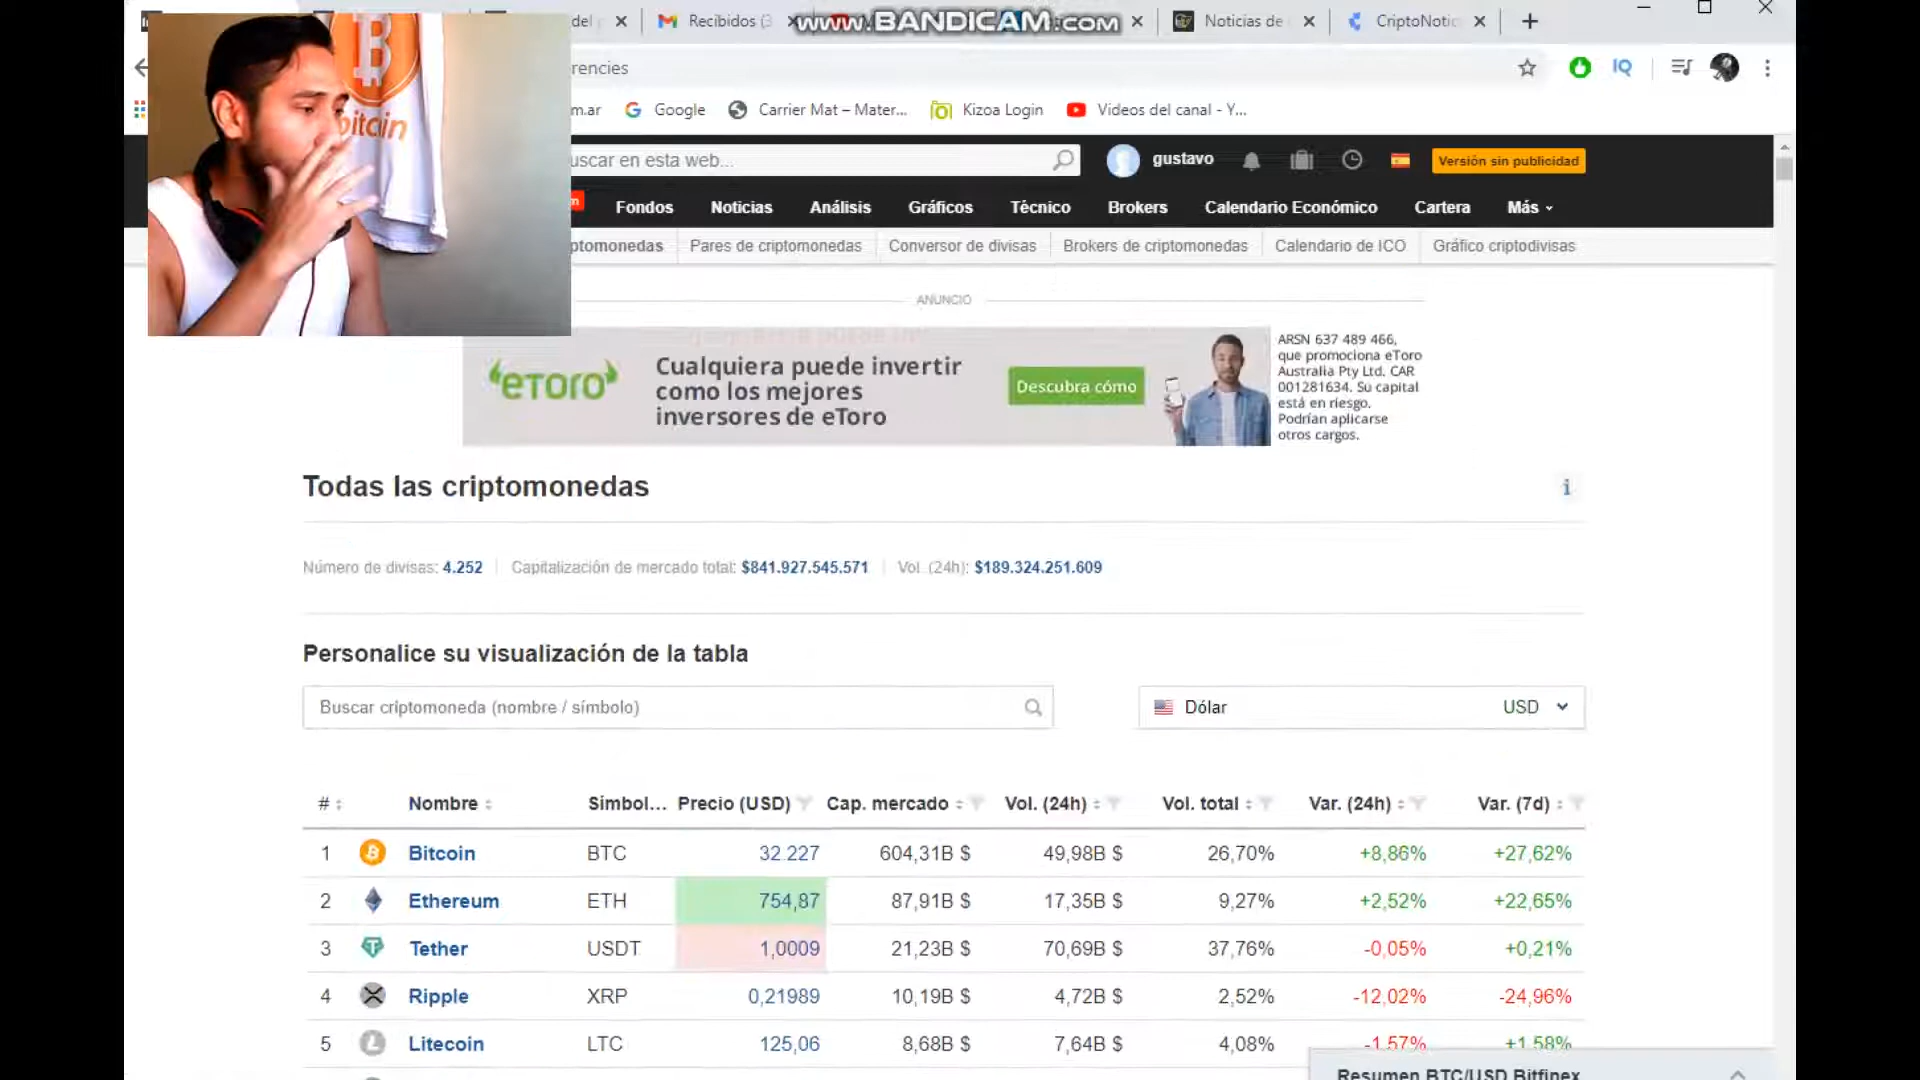 del
Recibidos (3
www.BANDICAM.com
Noticias de
CriptoNotic
rencies
m.ar
Google
Carrier Mat – Mater...
Kizoa Login
Videos del canal - Y...
bitcoin
uscar en esta web...
gustavo
Versión sin publicidad
Fondos
Noticias
Análisis
Gráficos
Técnico
Brokers
Calendario Económico
Cartera
Más
ptomonedas
Pares de criptomonedas
Conversor de divisas
Brokers de criptomonedas
Calendario de ICO
Gráfico criptodivisas
ANUNCIO
eToro
Cualquiera puede invertir
como los mejores
inversores de eToro
Descubra cómo
ARSN 637 489 466,
que promociona eToro
Australia Pty Ltd. CAR
001281634. Su capital
está en riesgo.
Podrían aplicarse
otros cargos.
Todas las criptomonedas
Número de divisas: 4.252 Capitalización de mercado total: $841.927.545.571 Vol. (24h): $189.324.251.609
Personalice su visualización de la tabla
Buscar criptomoneda (nombre / símbolo)
Dólar USD
# Nombre Símbol... Precio (USD) Cap. mercado Vol. (24h) Vol. total Var. (24h) Var. (7d)
1 Bitcoin BTC 32.227 604,31B $ 49,98B $ 26,70% +8,86% +27,62%
2 Ethereum ETH 754,87 87,91B $ 17,35B $ 9,27% +2,52% +22,65%
3 Tether USDT 1,0009 21,23B $ 70,69B $ 37,76% -0,05% +0,21%
4 Ripple XRP 0,21989 10,19B $ 4,72B $ 2,52% -12,02% -24,96%
5 Litecoin LTC 125,06 8,68B $ 7,64B $ 4,08% -1,57% +1,58%
Resumen BTC/USD Bitfinex